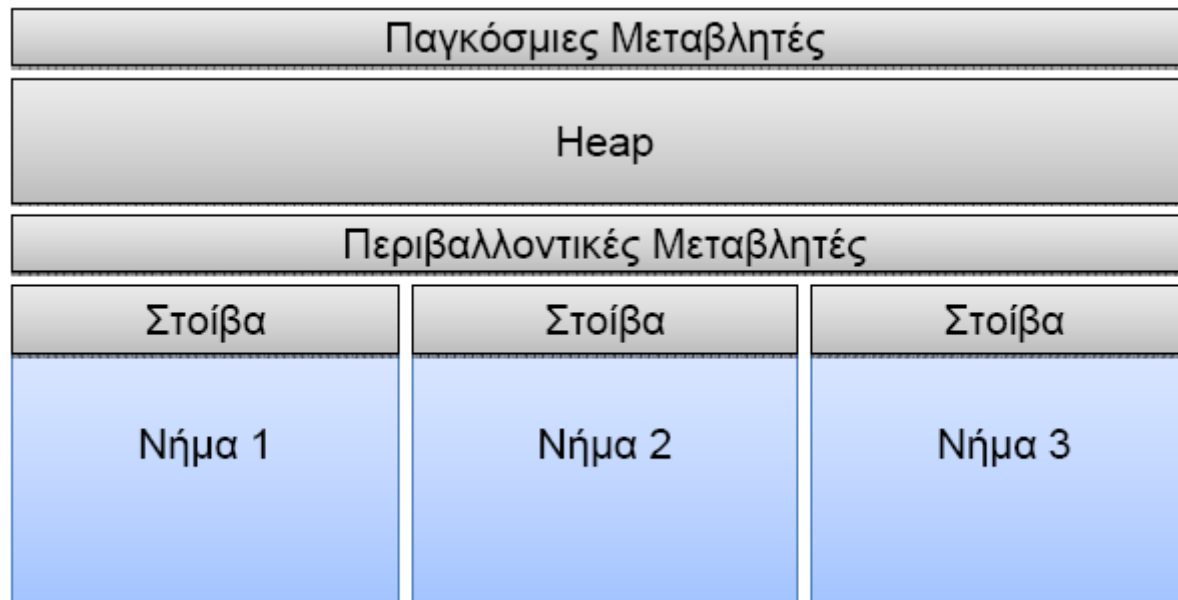 Παγκόσμιες Μεταβλητές
Heap
Περιβαλλοντικές Μεταβλητές
Στοίβα Στοίβα Στοίβα
Νήμα 1 Νήμα 2 Νήμα 3